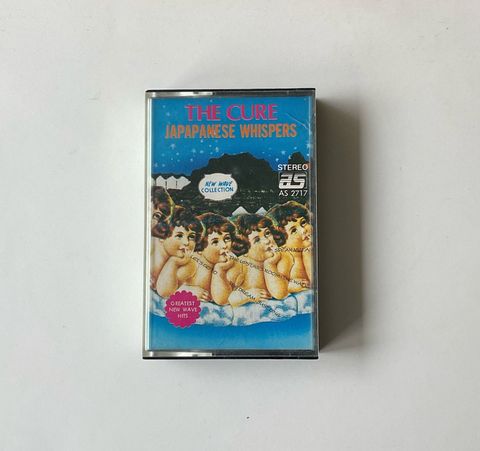 THE CURE
JAPAPANESE WHISPERS
STEREO
as
AS 2717
NEW WAVE
COLLECTION
GREATEST
NEW WAVE
HITS